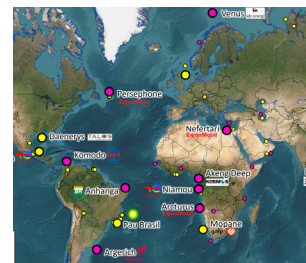 Venus
Persephone
ExxonMobil
Daenerys TALOS
Nefertari
ExxonMobil
Komodo
Akeng Deep
KOSMOS
Anhanga
Niamou
Arcturus
ExxonMobil
Pau Brasil
Mopane
galp
Argerich